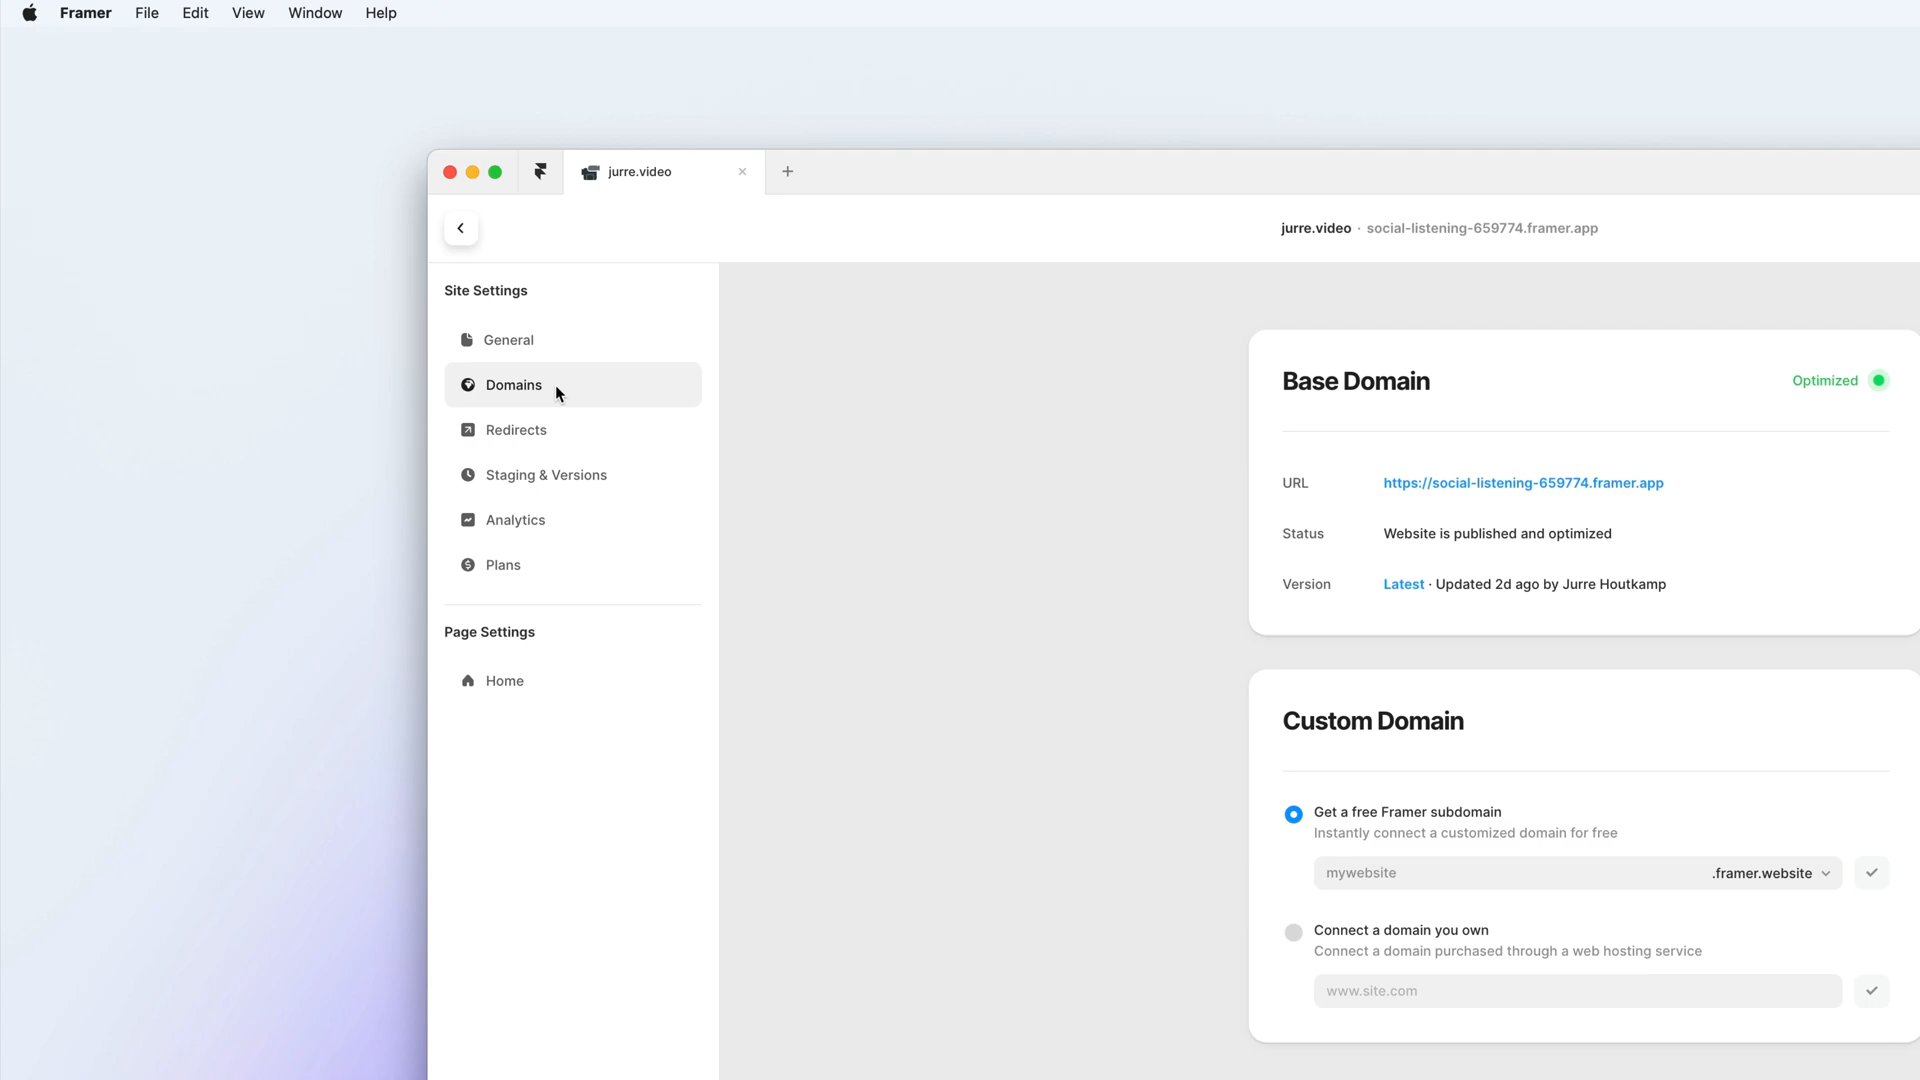 Framer File Edit View Window Help
jurre.video
jurre.video · social-listening-659774.framer.app
Site Settings
General
Domains
Redirects
Staging & Versions
Analytics
Plans
Page Settings
Home
Base Domain
Optimized
URL https://social-listening-659774.framer.app
Status Website is published and optimized
Version Latest · Updated 2d ago by Jurre Houtkamp
Custom Domain
Get a free Framer subdomain
Instantly connect a customized domain for free
mywebsite .framer.website
Connect a domain you own
Connect a domain purchased through a web hosting service
www.site.com